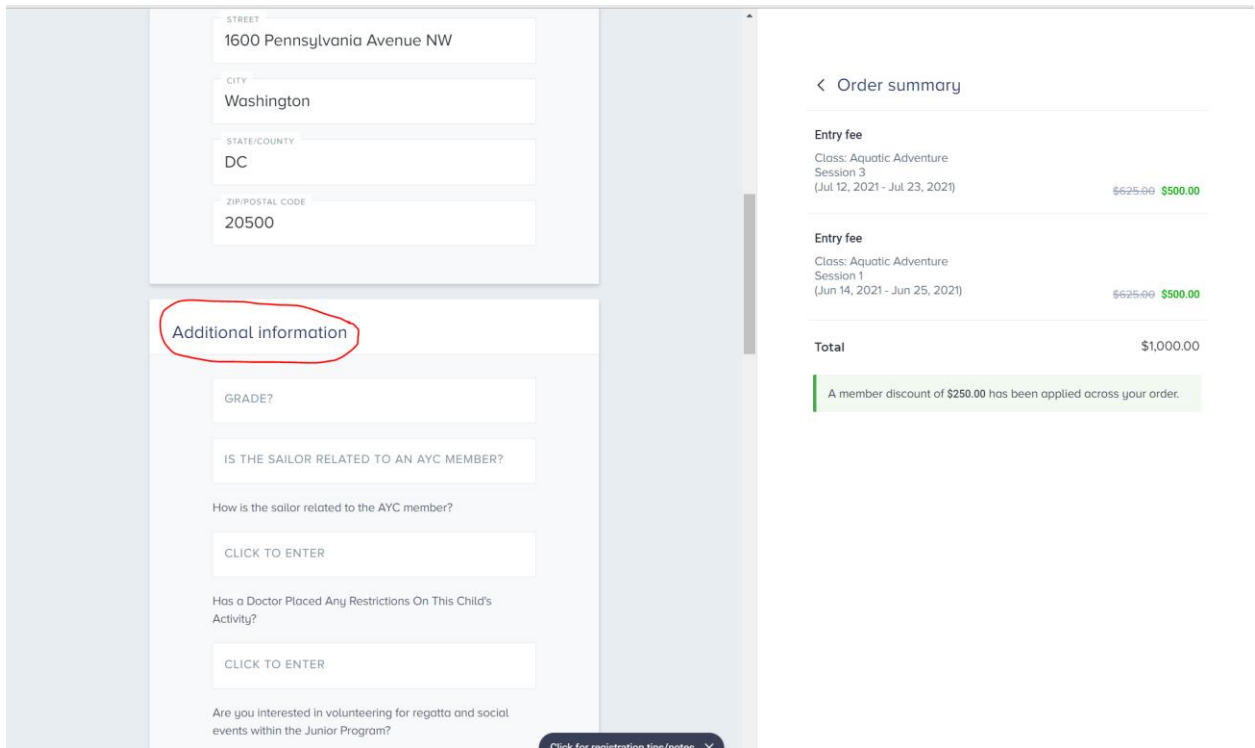 STREET
1600 Pennsylvania Avenue NW
CITY
Washington
STATE/COUNTY
DC
ZIP/POSTAL CODE
20500
Additional information
GRADE?
IS THE SAILOR RELATED TO AN AYC MEMBER?
How is the sailor related to the AYC member?
CLICK TO ENTER
Has a Doctor Placed Any Restrictions On This Child's
Activity?
CLICK TO ENTER
Are you interested in volunteering for regatta and social
events within the Junior Program?
Click for registration tips/notes
Order summary
Entry fee
Class: Aquatic Adventure
Session 3
(Jul 12, 2021 - Jul 23, 2021) $625.00 $500.00
Entry fee
Class: Aquatic Adventure
Session 1
(Jun 14, 2021 - Jun 25, 2021) $625.00 $500.00
Total $1,000.00
A member discount of $250.00 has been applied across your order.